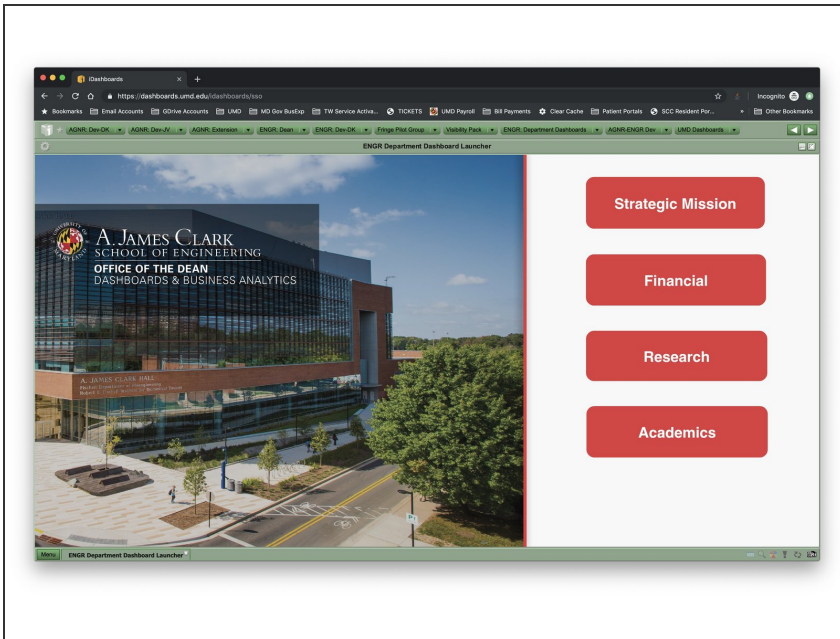 iDashboards
https://dashboards.umd.edu/idashboards/sso
Incognito
Bookmarks Email Accounts GDrive Accounts UMD MD Gov BusExp TW Service Activa... TICKETS UMD Payroll Bill Payments Clear Cache Patient Portals SCC Resident Por... » Other Bookmarks
AGNR: Dev-DK AGNR: Dev-JV AGNR: Extension ENGR: Dean ENGR: Dev-DK Fringe Pilot Group Visibility Pack ENGR: Department Dashboards AGNR-ENGR Dev UMD Dashboards
ENGR Department Dashboard Launcher
A. JAMES CLARK
SCHOOL OF ENGINEERING
OFFICE OF THE DEAN
DASHBOARDS & BUSINESS ANALYTICS
A. JAMES CLARK HALL
Strategic Mission
Financial
Research
Academics
Menu ENGR Department Dashboard Launcher